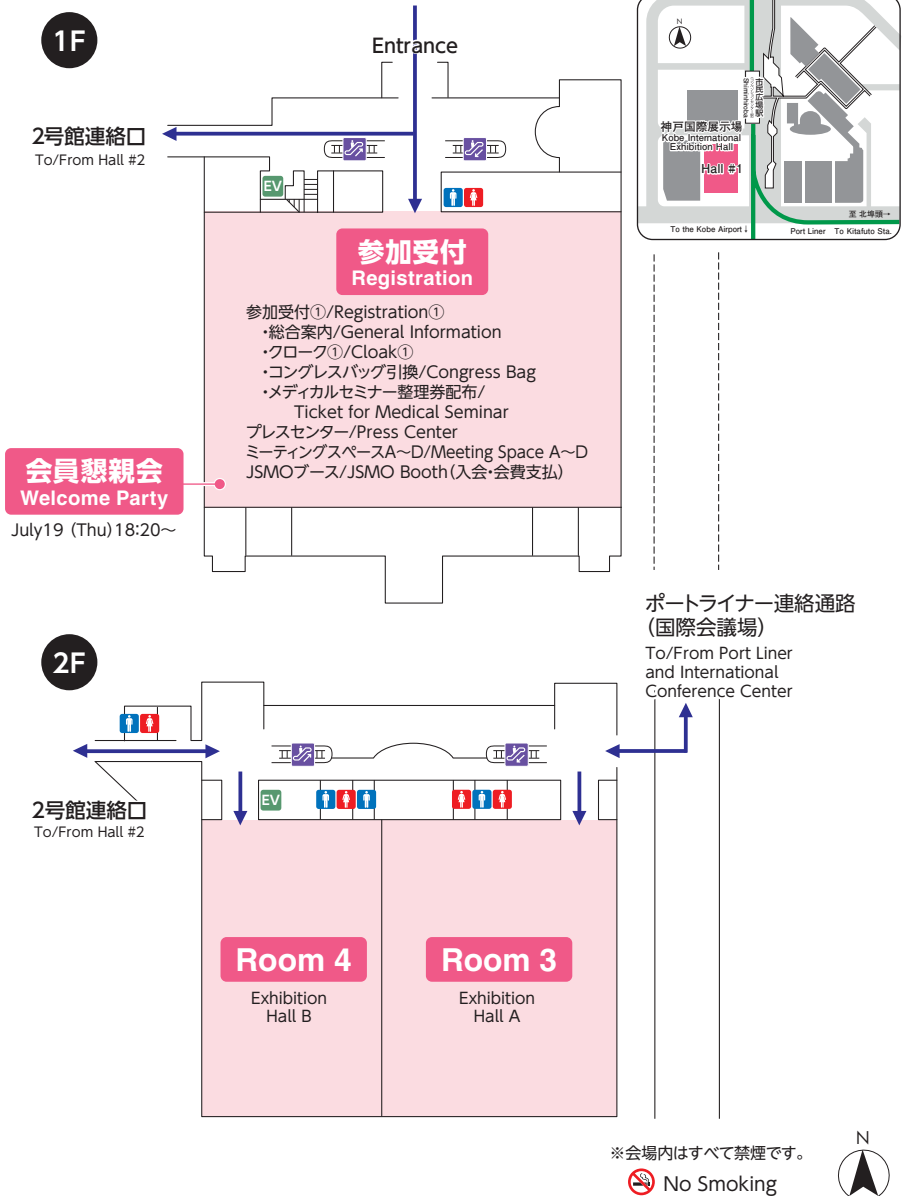 1F
Entrance
2号館連絡口
To/From Hall #2
EV
参加受付
Registration
参加受付①/Registration①
・総合案内/General Information
・クローク①/Cloak①
・コングレスバッグ引換/Congress Bag
・メディカルセミナー整理券配布/
Ticket for Medical Seminar
プレスセンター/Press Center
ミーティングスペースA〜D/Meeting Space A〜D
JSMOブース/JSMO Booth(入会・会費支払)
会員懇親会
Welcome Party
July19 (Thu)18:20〜
N
市民広場駅
Shiminhiroba
神戸国際展示場
Kobe International
Exhibition Hall
Hall #1
至 北埠頭→
To the Kobe Airport↓
Port Liner To Kitafuto Sta.
ポートライナー連絡通路
(国際会議場)
To/From Port Liner
and International
Conference Center
2F
2号館連絡口
To/From Hall #2
EV
Room 4
Exhibition
Hall B
Room 3
Exhibition
Hall A
※会場内はすべて禁煙です。
No Smoking
N